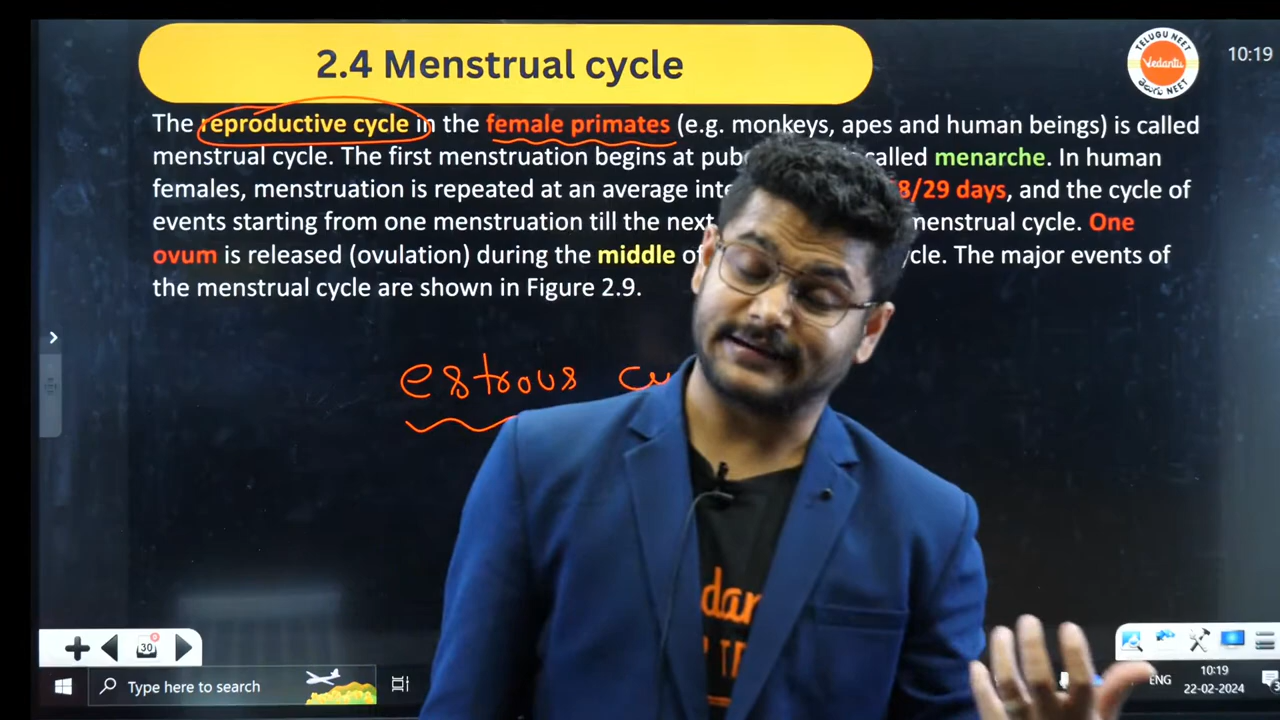 2.4 Menstrual cycle
TELUGU NEET
Vedantu
తెలుగు NEET
10:19
The reproductive cycle in the female primates (e.g. monkeys, apes and human beings) is called
menstrual cycle. The first menstruation begins at called menarche. In human
females, menstruation is repeated at an average 8/29 days, and the cycle of
events starting from one menstruation till the next menstrual cycle. One
ovum is released (ovulation) during the middle The major events of
the menstrual cycle are shown in Figure 2.9.
estrous
30
Type here to search
ENG
10:19
22-02-2024